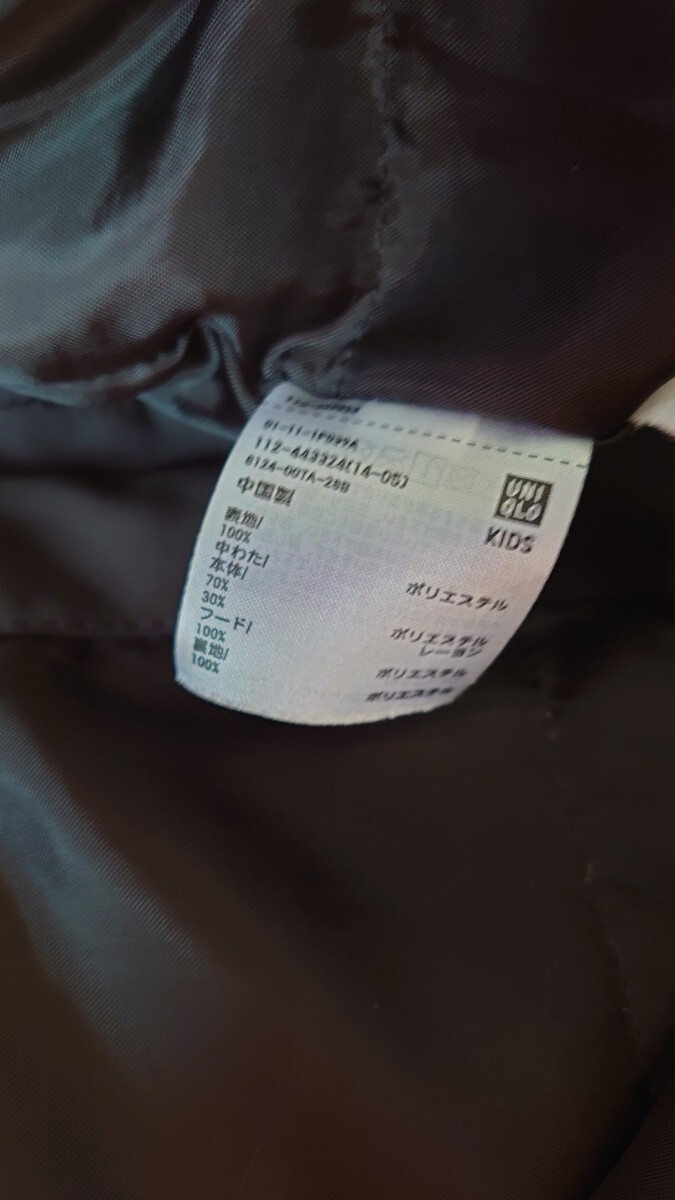 01-11-1F039A
112-443324(14-05)
6124-00TA-28B
中国製
UNI
QLO
KIDS
表地/
100% ポリエステル
中わた/
本体/
70% ポリエステル
30% レーヨン
フード/
100% ポリエステル
裏地/
100% ポリエステル